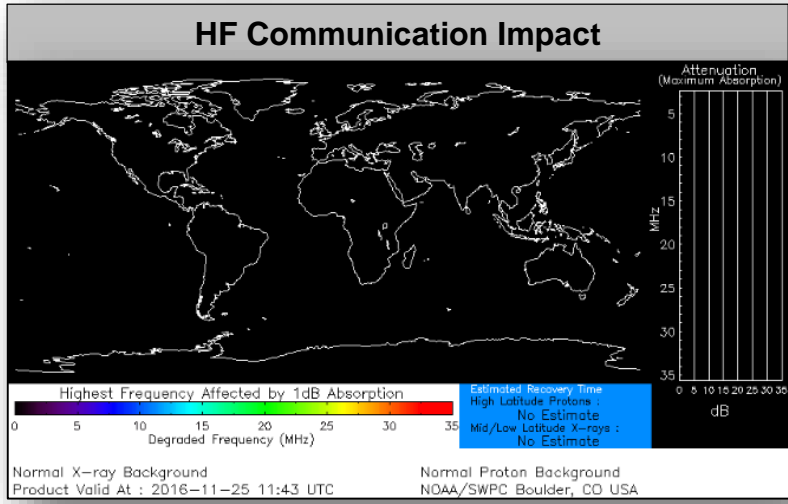 HF Communication Impact
Attenuation
(Maximum Absorption)
5
10
15
20
25
30
35
MHz
0 5 10 15 20 25 30 35
dB
Highest Frequency Affected by 1dB Absorption
0 5 10 15 20 25 30 35
Degraded Frequency (MHz)
Estimated Recovery Time
High Latitude Protons :
No Estimate
Mid/Low Latitude X-rays :
No Estimate
Normal X-ray Background
Product Valid At : 2016-11-25 11:43 UTC
Normal Proton Background
NOAA/SWPC Boulder, CO USA